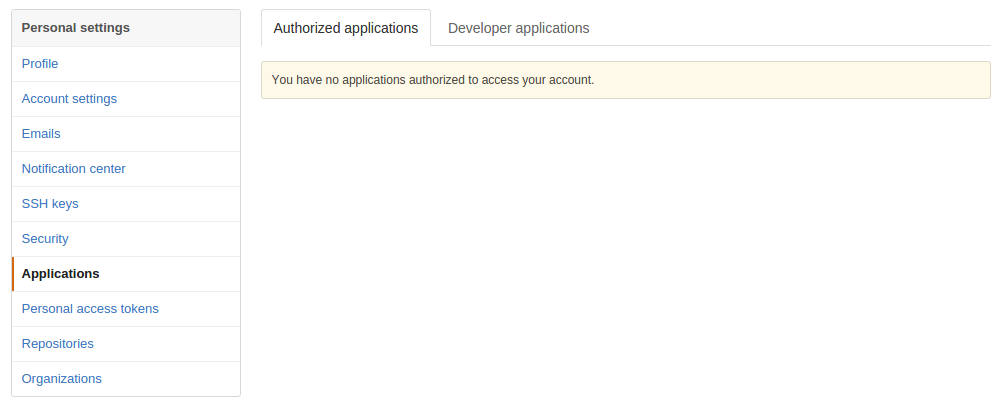 Personal settings
Profile
Account settings
Emails
Notification center
SSH keys
Security
Applications
Personal access tokens
Repositories
Organizations
Authorized applications
Developer applications
You have no applications authorized to access your account.